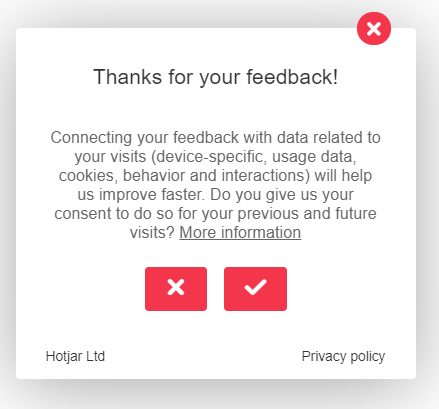 Thanks for your feedback!
Connecting your feedback with data related to
your visits (device-specific, usage data,
cookies, behavior and interactions) will help
us improve faster. Do you give us your
consent to do so for your previous and future
visits? More information
Hotjar Ltd
Privacy policy